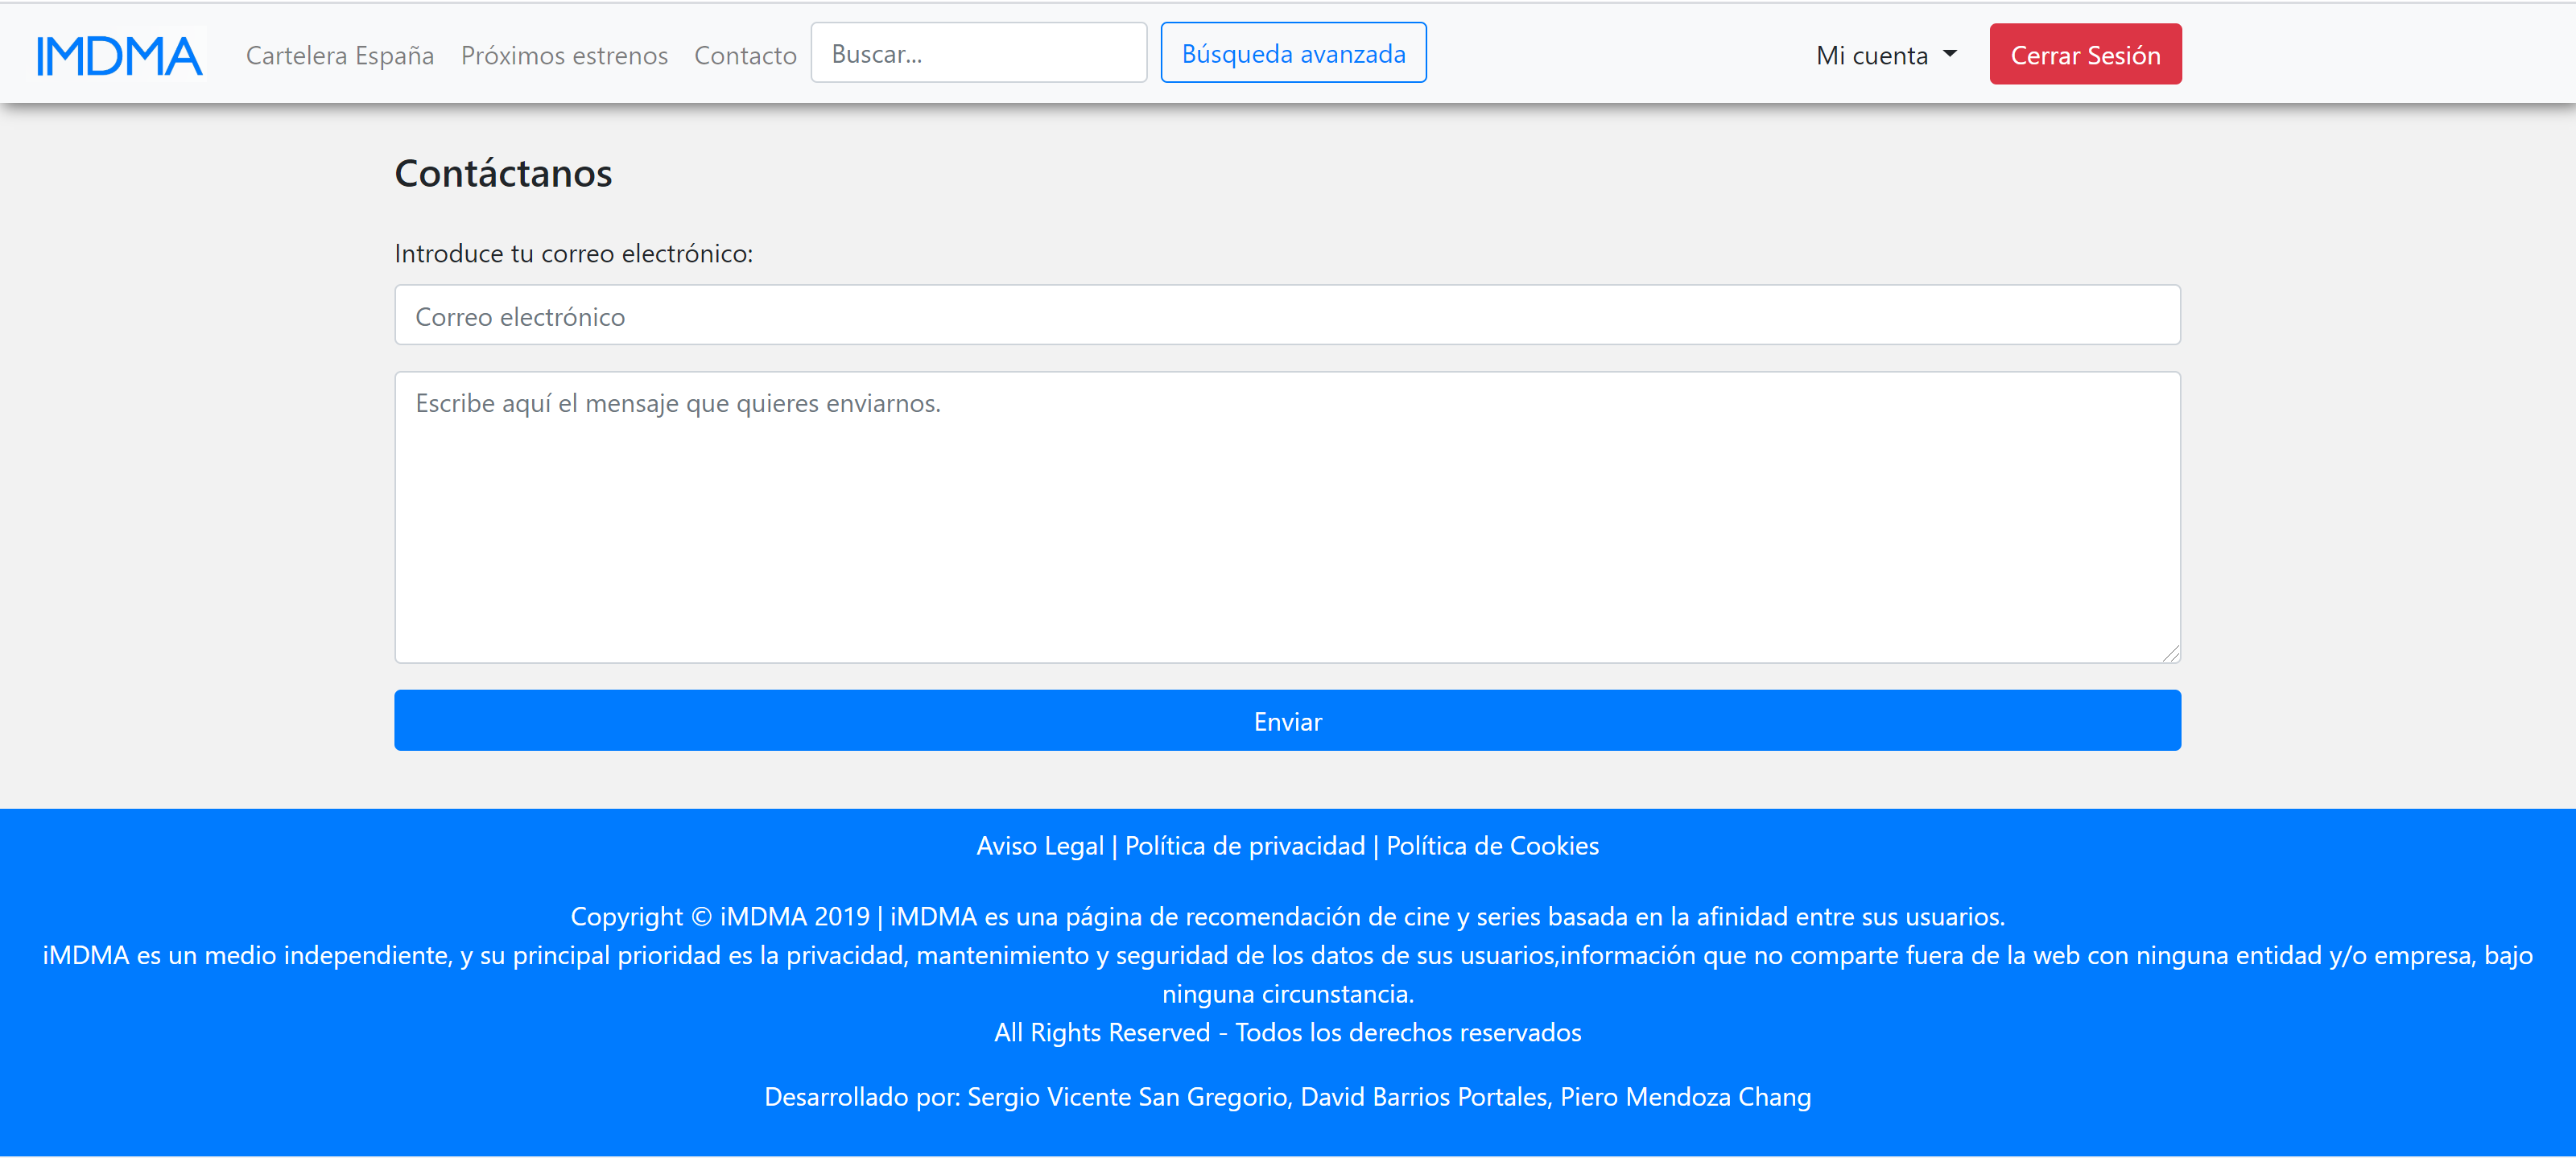 IMDMA
Cartelera España
Próximos estrenos
Contacto
Buscar...
Búsqueda avanzada
Mi cuenta
Cerrar Sesión
Contáctanos
Introduce tu correo electrónico:
Correo electrónico
Escribe aquí el mensaje que quieres enviarnos.
Enviar
Aviso Legal | Política de privacidad | Política de Cookies
Copyright © iMDMA 2019 | iMDMA es una página de recomendación de cine y series basada en la afinidad entre sus usuarios.
iMDMA es un medio independiente, y su principal prioridad es la privacidad, mantenimiento y seguridad de los datos de sus usuarios,información que no comparte fuera de la web con ninguna entidad y/o empresa, bajo
ninguna circunstancia.
All Rights Reserved - Todos los derechos reservados
Desarrollado por: Sergio Vicente San Gregorio, David Barrios Portales, Piero Mendoza Chang